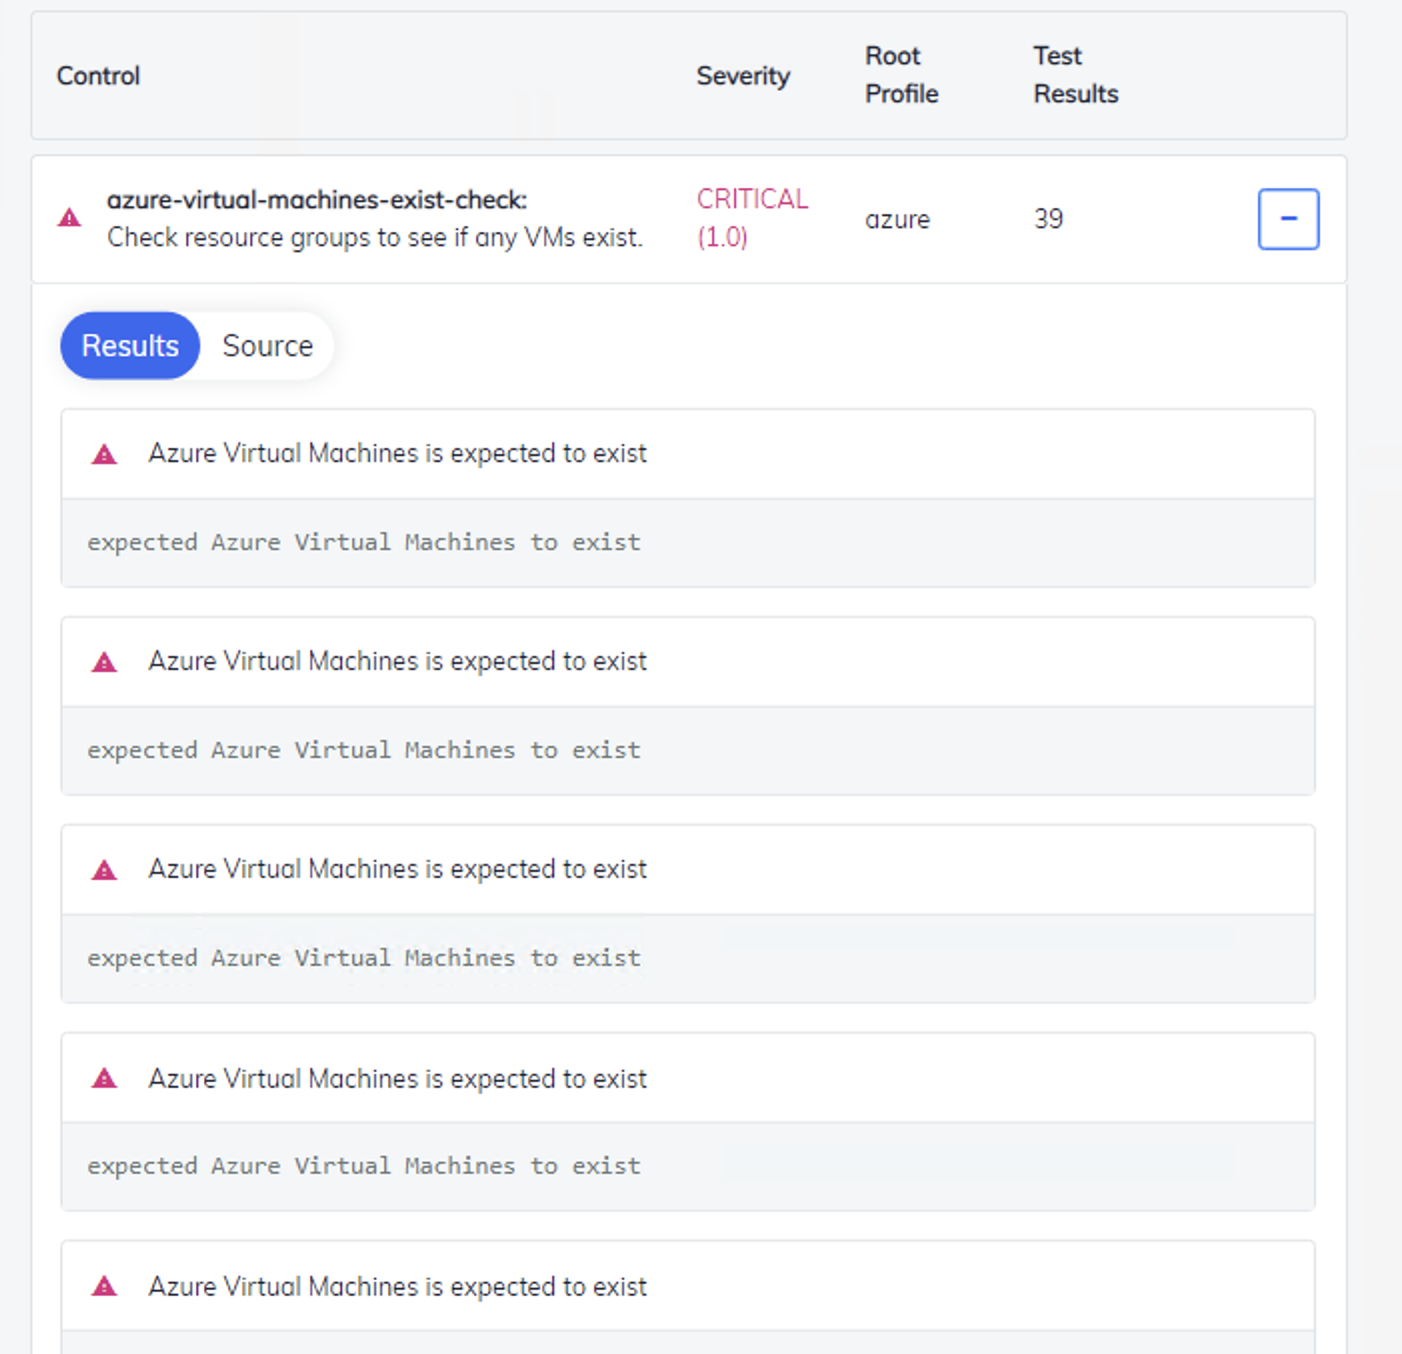 Control
Severity
Root
Profile
Test
Results
azure-virtual-machines-exist-check:
Check resource groups to see if any VMs exist.
CRITICAL
(1.0)
azure
39
Results
Source
Azure Virtual Machines is expected to exist
expected Azure Virtual Machines to exist
Azure Virtual Machines is expected to exist
expected Azure Virtual Machines to exist
Azure Virtual Machines is expected to exist
expected Azure Virtual Machines to exist
Azure Virtual Machines is expected to exist
expected Azure Virtual Machines to exist
Azure Virtual Machines is expected to exist